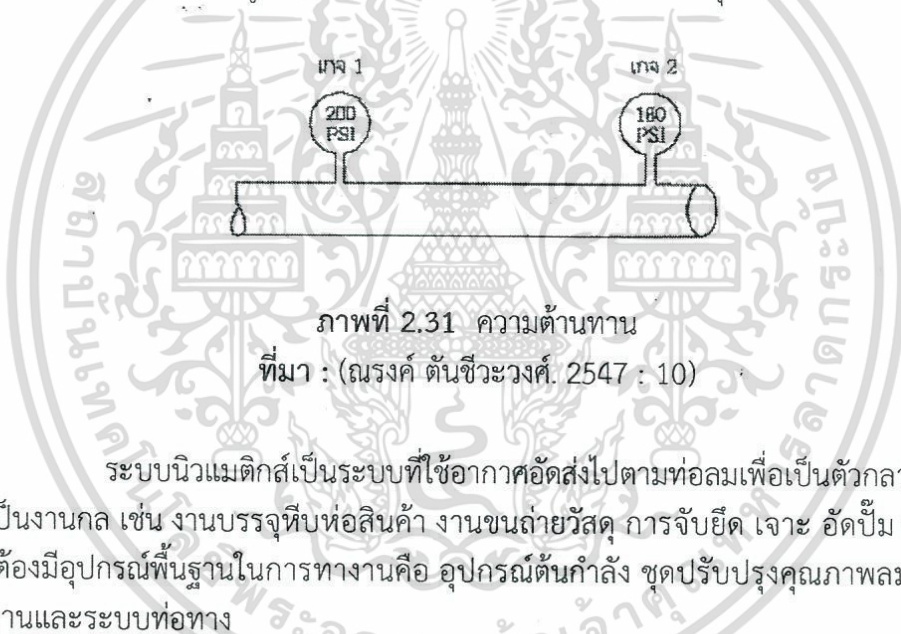 เกจ 1
เกจ 2
200
PSI
180
PSI
ภาพที่ 2.31 ความต้านทาน
ที่มา : (ณรงค์ ตันชีวะวงศ์. 2547 : 10)
ระบบนิวแมติกส์เป็นระบบที่ใช้อากาศอัดส่งไปตามท่อลมเพื่อเป็นตัวกลา
ป็นงานกล เช่น งานบรรจุหีบห่อสินค้า งานขนถ่ายวัสดุ การจับยึด เจาะ อัดปั๊ม
ต้องมีอุปกรณ์พื้นฐานในการทางานคือ อุปกรณ์ต้นกำลัง ชุดปรับปรุงคุณภาพลม
านและระบบท่อทาง